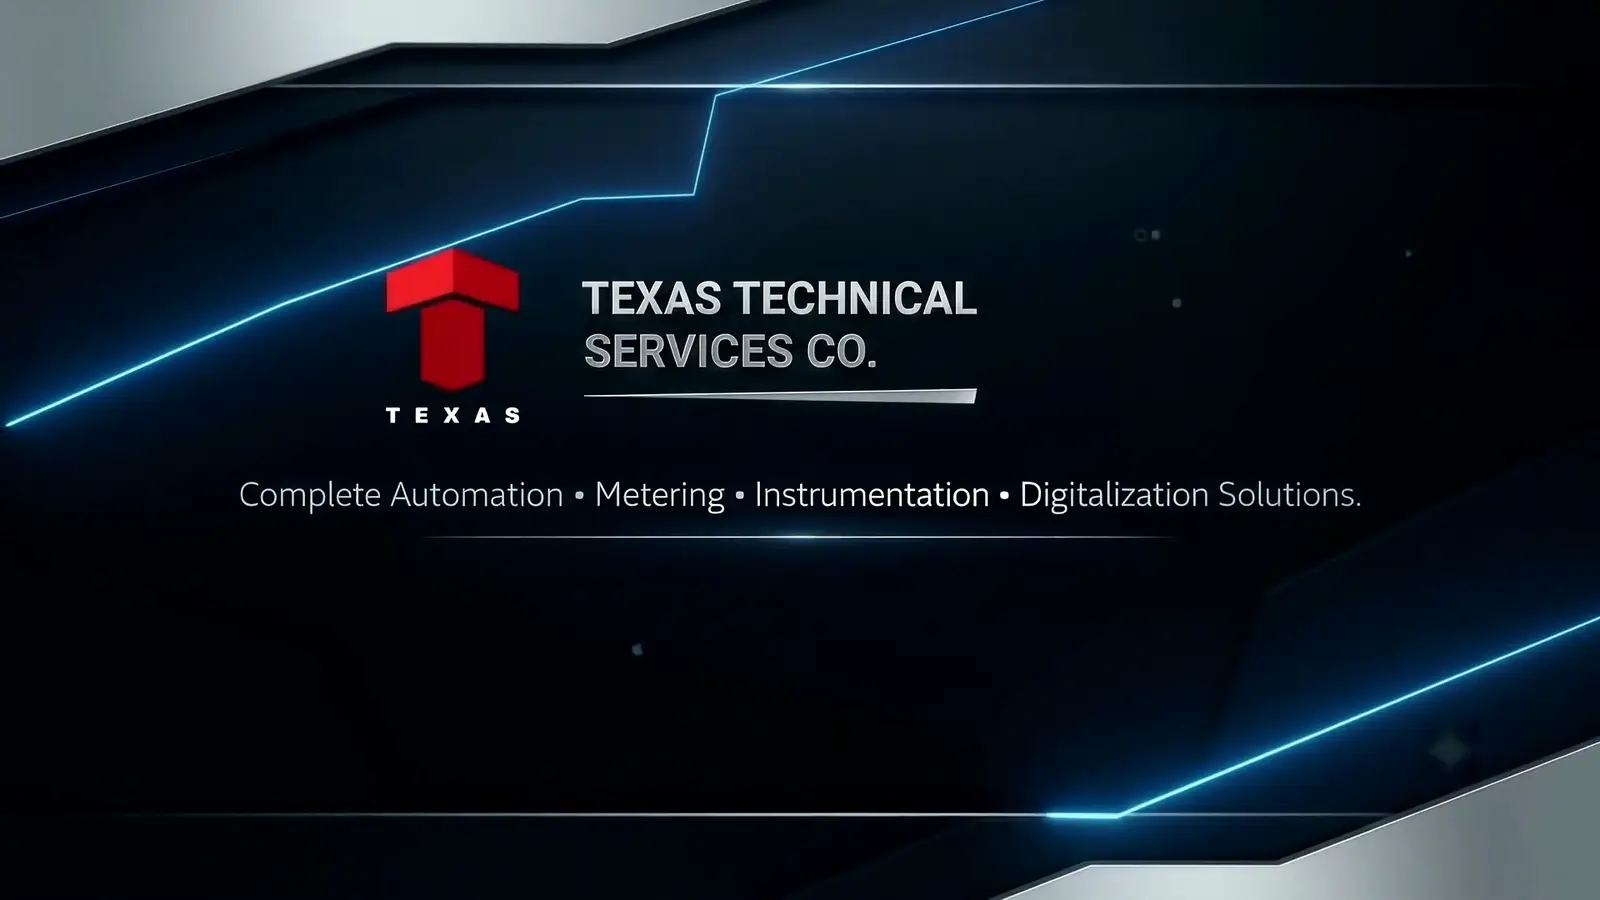 TEXAS TECHNICAL
SERVICES CO.
TEXAS
Complete Automation • Metering • Instrumentation • Digitalization Solutions.